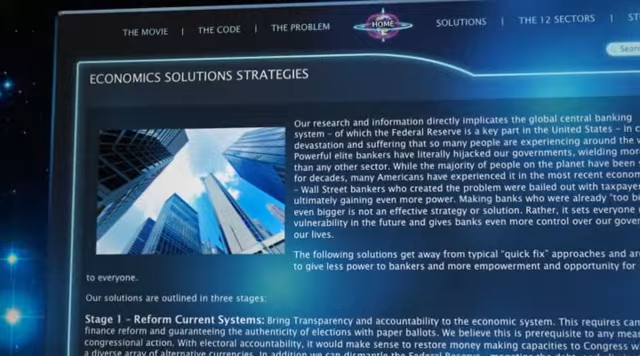 THE MOVIE | THE CODE | THE PROBLEM HOME SOLUTIONS | THE 12 SECTORS |
ECONOMICS SOLUTIONS STRATEGIES
Our research and information directly implicates the global central banking
system – of which the Federal Reserve is a key part in the United States – in
devastation and suffering that so many people are experiencing around the
Powerful elite bankers have literally hijacked our governments, wielding
than any other sector. While the majority of people on the planet have been
for decades, many Americans have experienced it in the most recent
– Wall Street bankers who created the problem were bailed out with
ultimately gaining even more power. Making banks who were already "too
even bigger is not an effective strategy or solution. Rather, it sets everyone
vulnerability in the future and gives banks even more control over our
our lives.
The following solutions get away from typical "quick fix" approaches and
to give less power to bankers and more empowerment and opportunity for
to everyone.
Our solutions are outlined in three stages:
Stage 1 – Reform Current Systems: Bring Transparency and accountability to the economic system. This requires
finance reform and guaranteeing the authenticity of elections with paper ballots. We believe this is prerequisite to any
congressional action. With electoral accountability, it would make sense to restore money making capacities to Congress
a diverse array of alternative currencies. In addition we can dismantle the Federal Reserve,